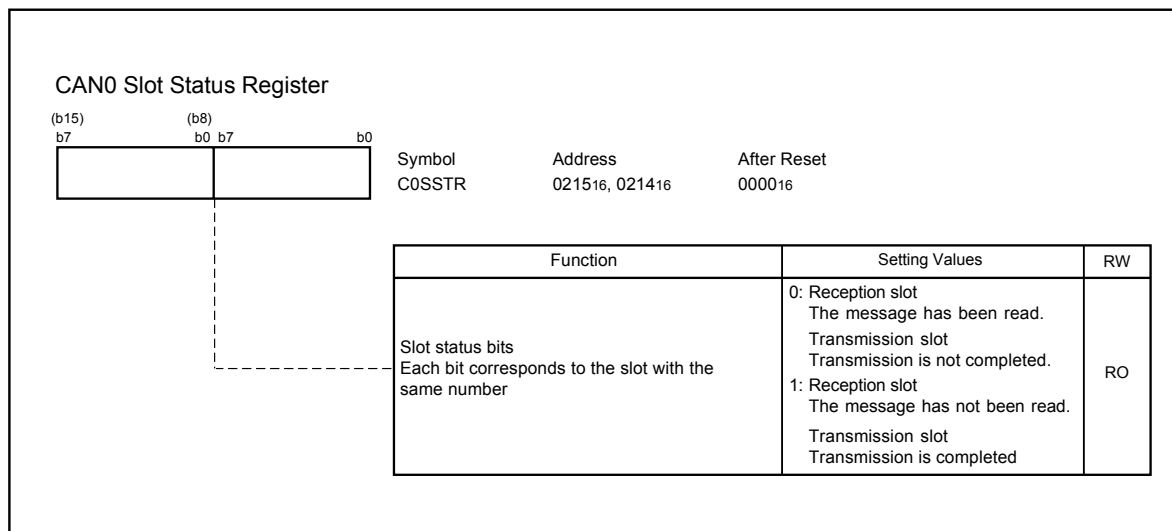 CAN0 Slot Status Register
(b15) (b8)
b7 b0 b7 b0
Symbol Address After Reset
C0SSTR 021516, 021416 000016
Function Setting Values RW
Slot status bits
Each bit corresponds to the slot with the
same number
0: Reception slot
The message has been read.
Transmission slot
Transmission is not completed.
1: Reception slot
The message has not been read.
Transmission slot
Transmission is completed
RO